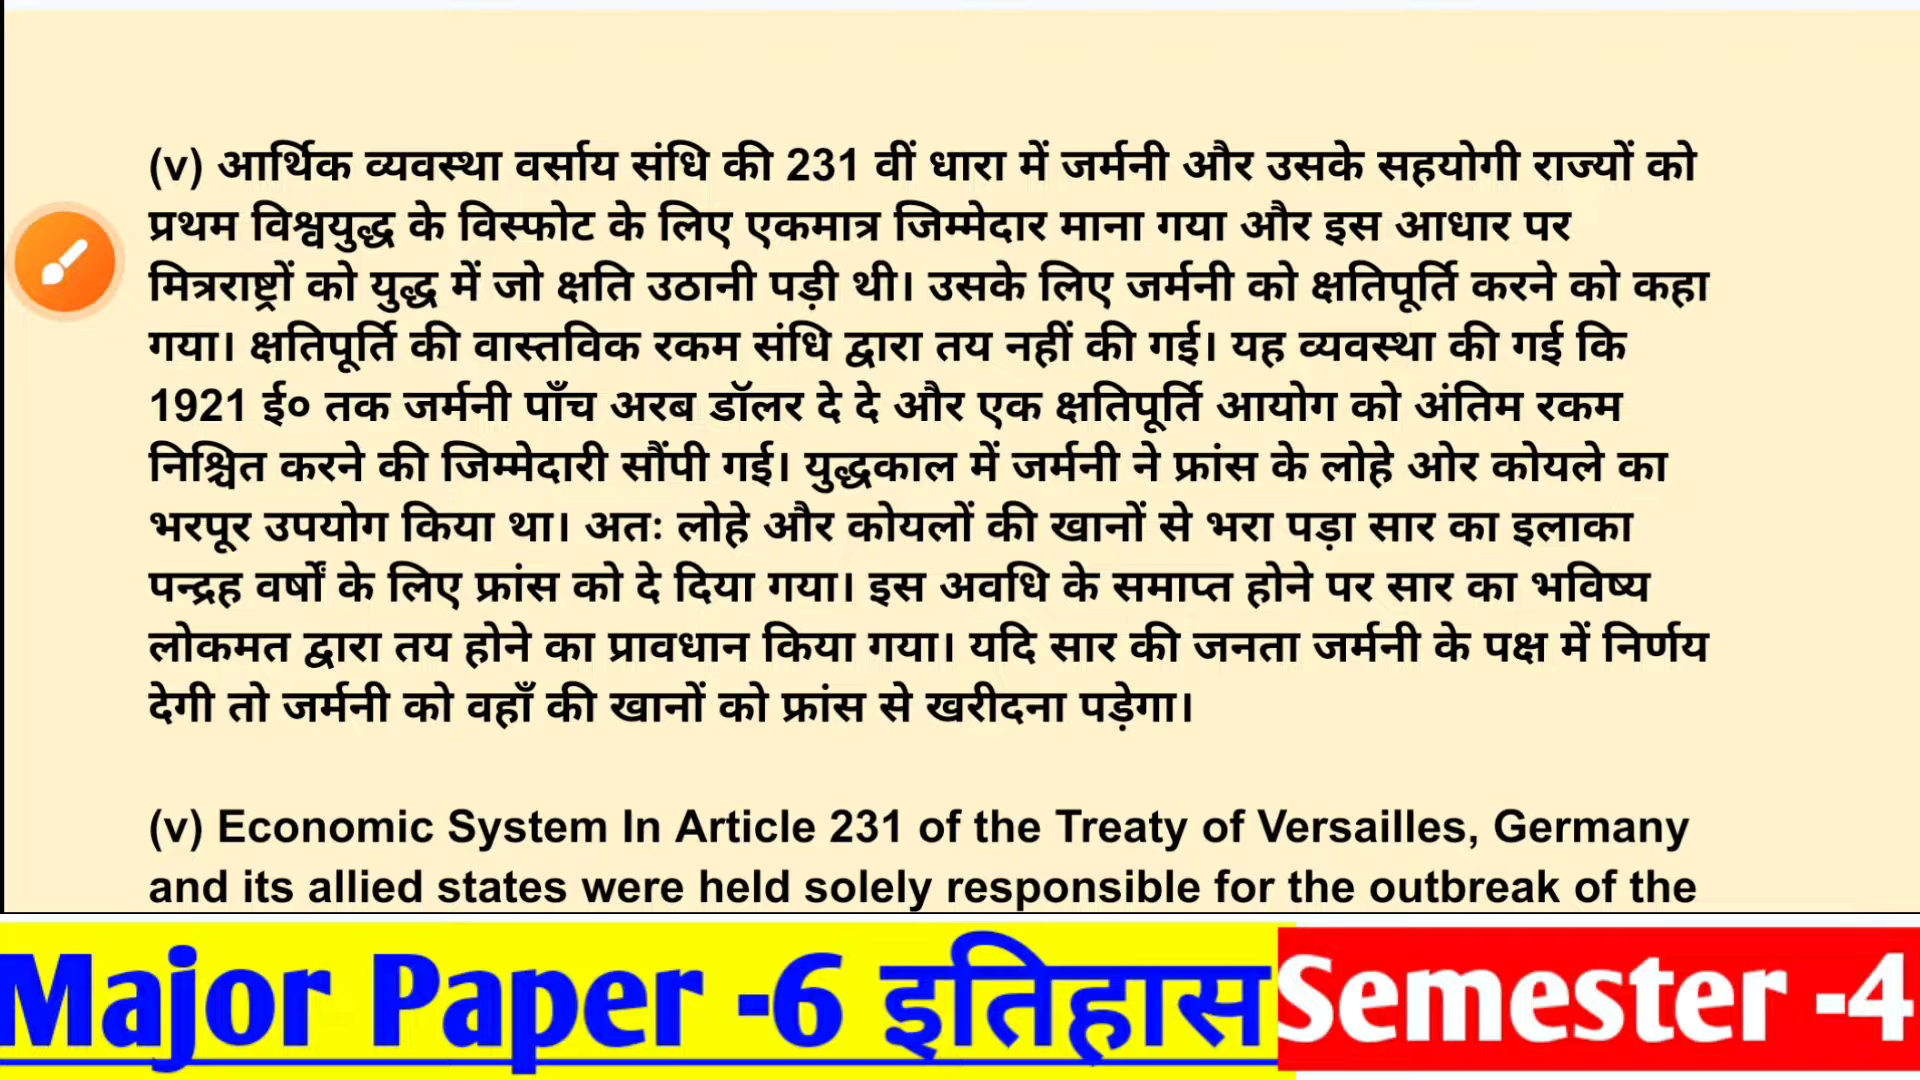 (v) आर्थिक व्यवस्था वर्साय संधि की 231 वीं धारा में जर्मनी और उसके सहयोगी राज्यों को
प्रथम विश्वयुद्ध के विस्फोट के लिए एकमात्र जिम्मेदार माना गया और इस आधार पर
मित्रराष्ट्रों को युद्ध में जो क्षति उठानी पड़ी थी। उसके लिए जर्मनी को क्षतिपूर्ति करने को कहा
गया। क्षतिपूर्ति की वास्तविक रकम संधि द्वारा तय नहीं की गई। यह व्यवस्था की गई कि
1921 ई० तक जर्मनी पाँच अरब डॉलर दे दे और एक क्षतिपूर्ति आयोग को अंतिम रकम
निश्चित करने की जिम्मेदारी सौंपी गई। युद्धकाल में जर्मनी ने फ्रांस के लोहे ओर कोयले का
भरपूर उपयोग किया था। अतः लोहे और कोयलों की खानों से भरा पड़ा सार का इलाका
पन्द्रह वर्षों के लिए फ्रांस को दे दिया गया। इस अवधि के समाप्त होने पर सार का भविष्य
लोकमत द्वारा तय होने का प्रावधान किया गया। यदि सार की जनता जर्मनी के पक्ष में निर्णय
देगी तो जर्मनी को वहाँ की खानों को फ्रांस से खरीदना पड़ेगा।
(v) Economic System In Article 231 of the Treaty of Versailles, Germany
and its allied states were held solely responsible for the outbreak of the
Major Paper -6 इतिहास Semester -4